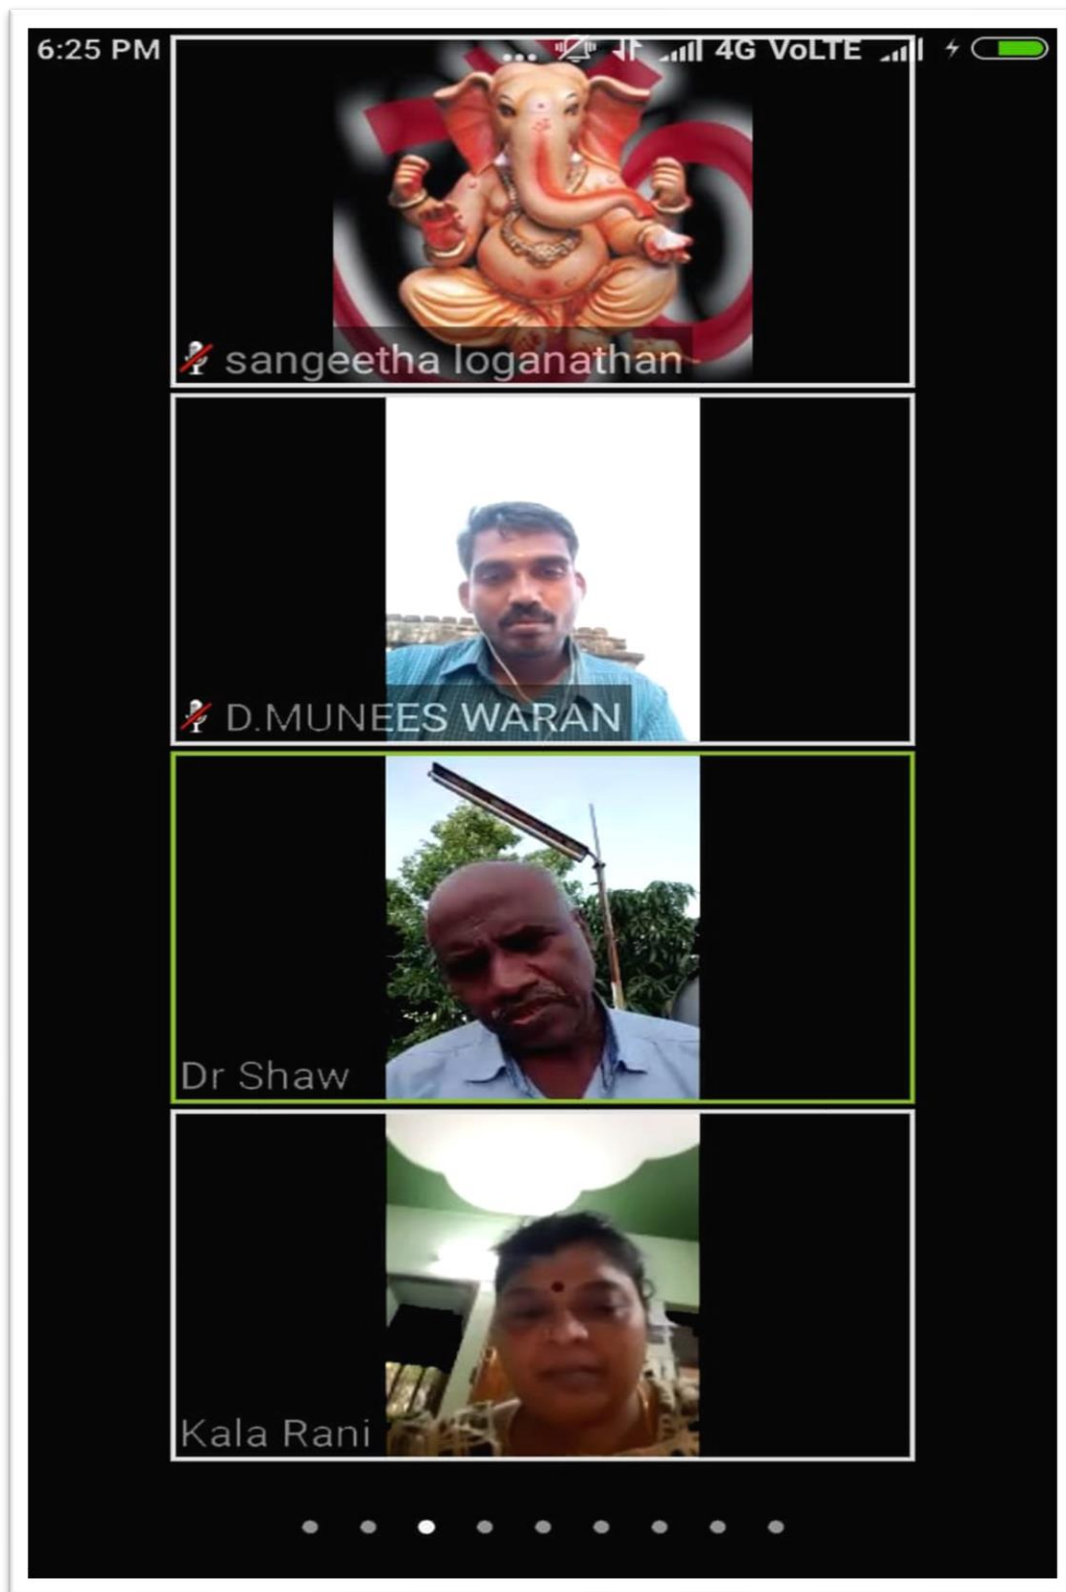 6:25 PM ... 4G VoLTE
sangeetha loganathan
D.MUNEES WARAN
Dr Shaw
Kala Rani